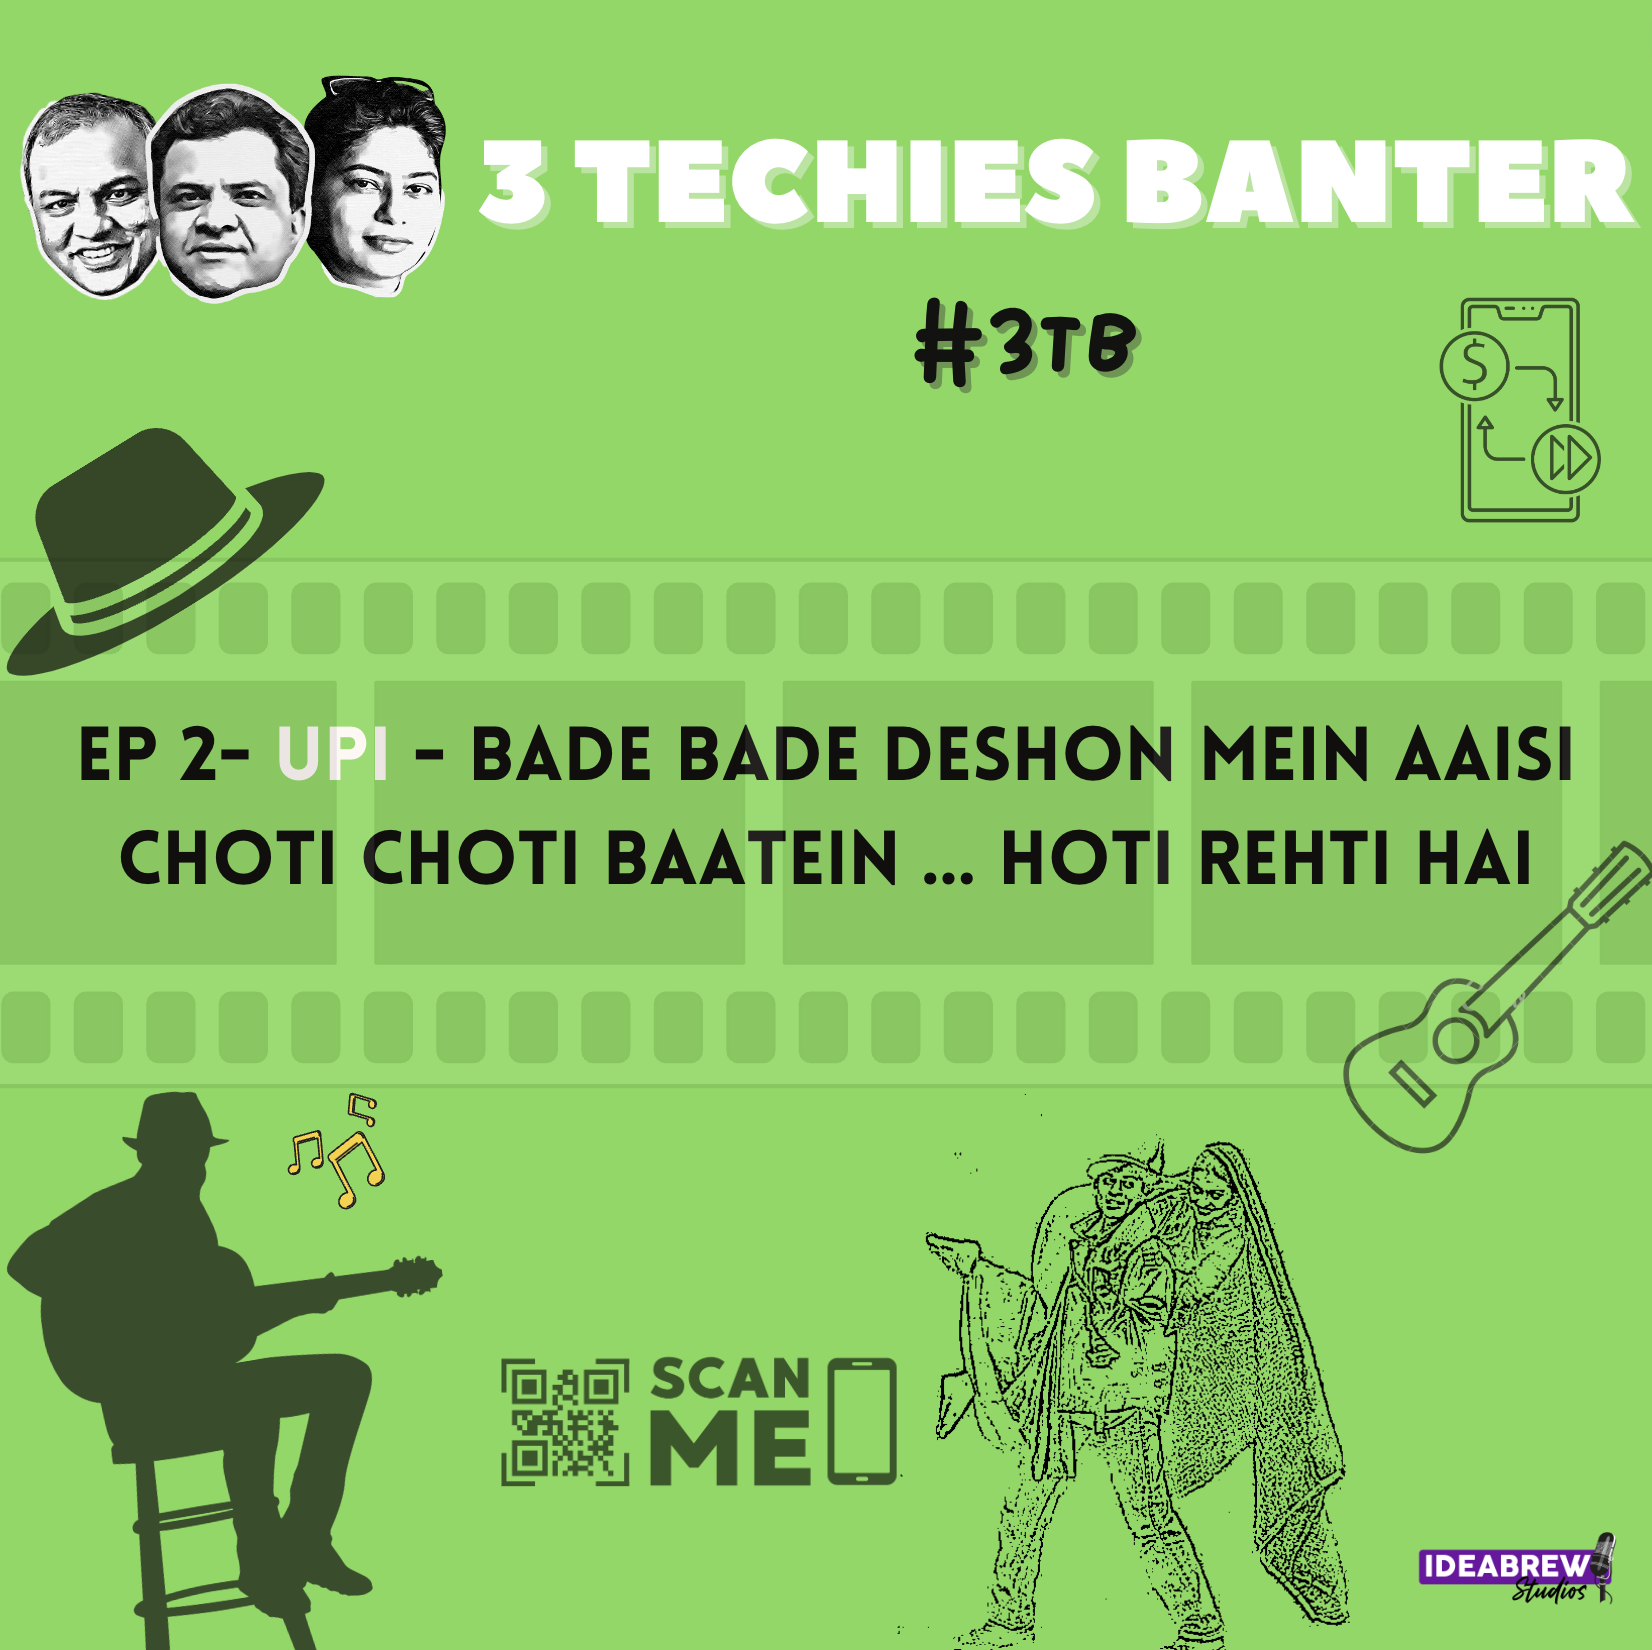 3 TECHIES BANTER
#3TB
$
EP 2- UPI - BADE BADE DESHON MEIN AAISI
CHOTI CHOTI BAATEIN ... HOTI REHTI HAI
SCAN
ME
IDEABREW
Studios